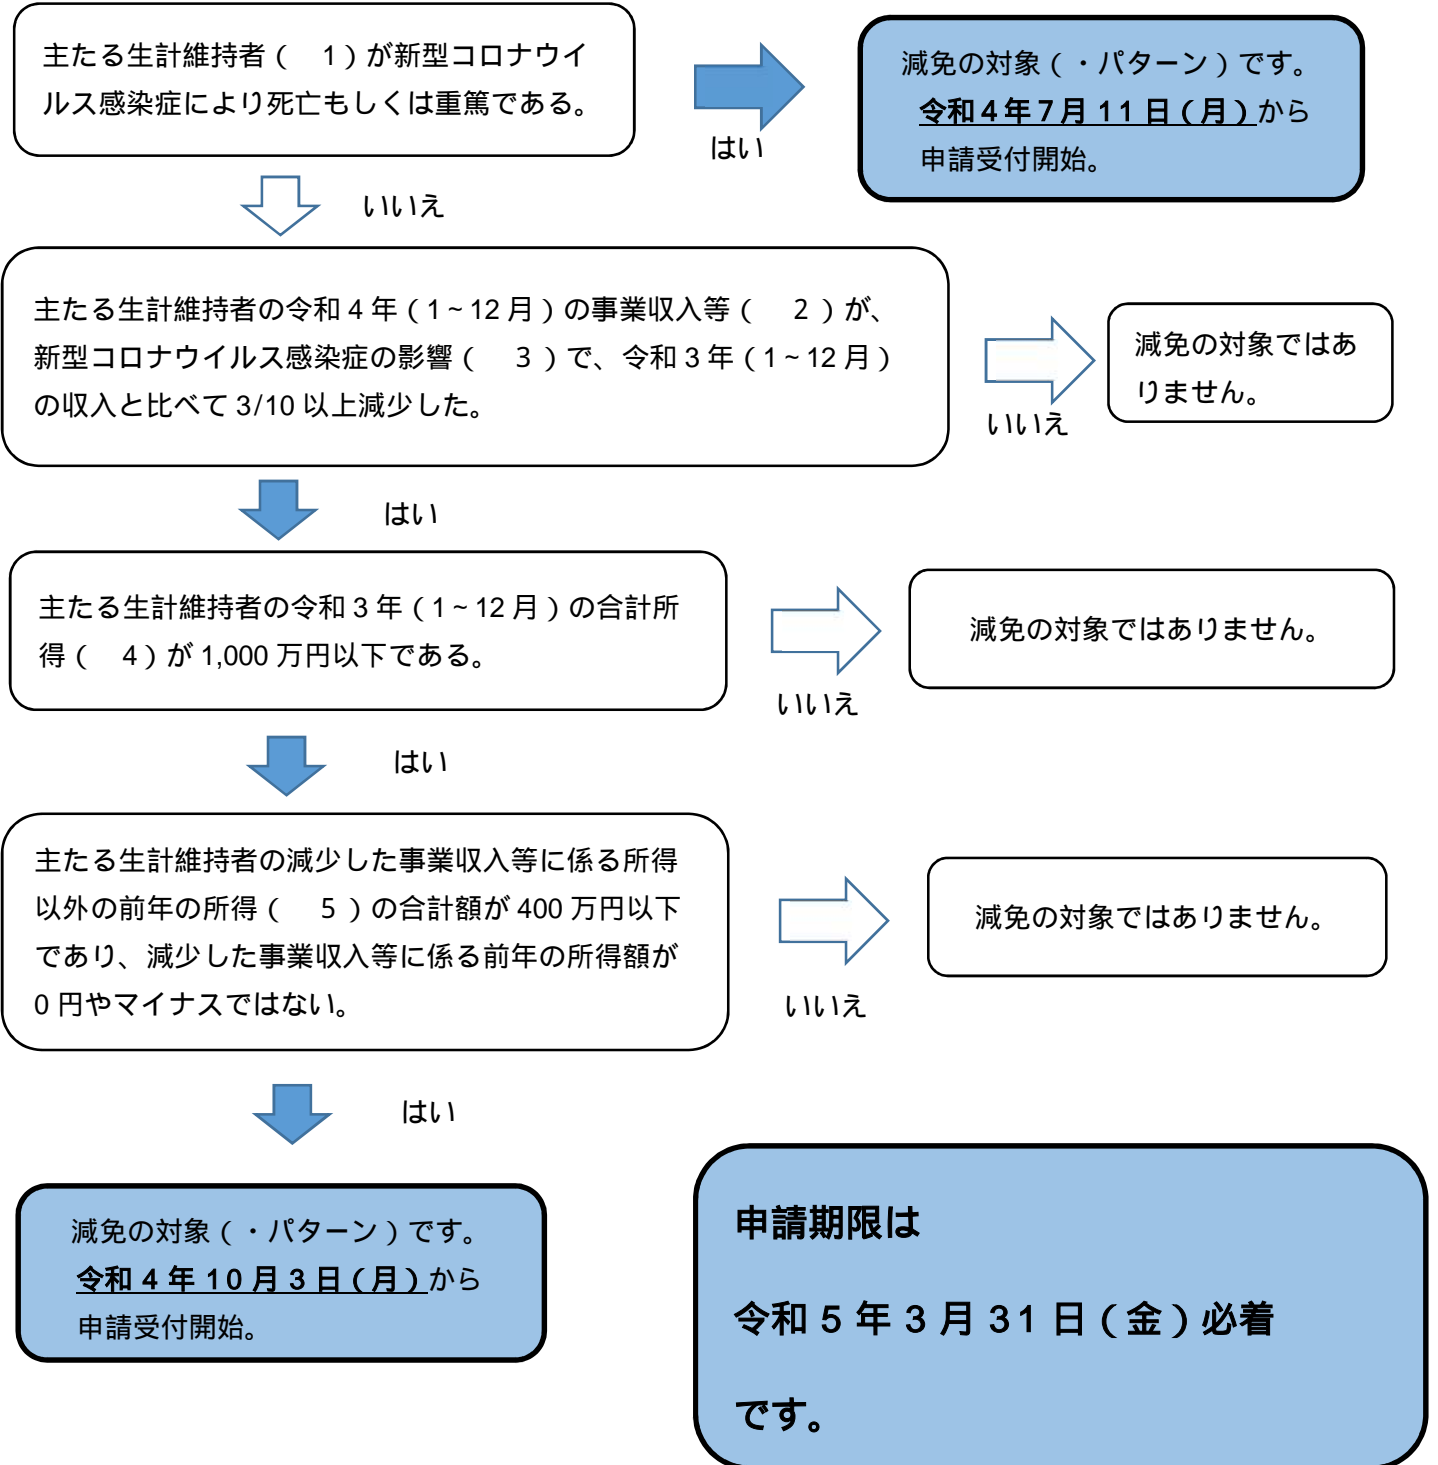 主たる生計維持者(　1)が新型コロナウイ
ルス感染症により死亡もしくは重篤である。
はい
減免の対象(・パターン)です。
令和4年7月11日(月)から
申請受付開始。
いいえ
主たる生計維持者の令和4年(1~12月)の事業収入等(　2)が、
新型コロナウイルス感染症の影響(　3)で、令和3年(1~12月)
の収入と比べて3/10以上減少した。
いいえ
減免の対象ではあ
りません。
はい
主たる生計維持者の令和3年(1~12月)の合計所
得(　4)が1,000万円以下である。
いいえ
減免の対象ではありません。
はい
主たる生計維持者の減少した事業収入等に係る所得
以外の前年の所得(　5)の合計額が400万円以下
であり、減少した事業収入等に係る前年の所得額が
0円やマイナスではない。
いいえ
減免の対象ではありません。
はい
減免の対象(・パターン)です。
令和4年10月3日(月)から
申請受付開始。
申請期限は
令和5年3月31日(金)必着
です。